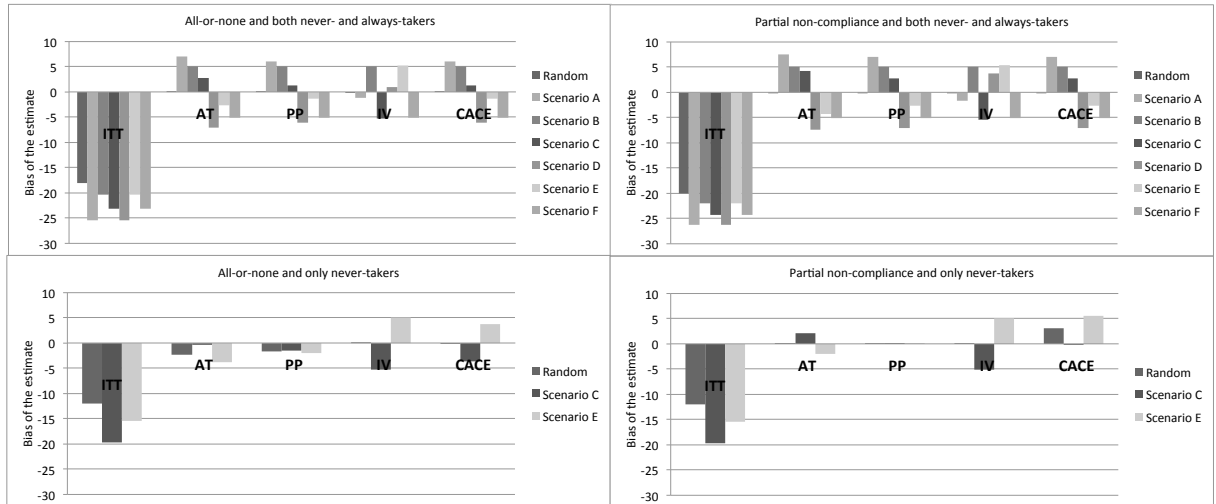 All-or-none and both never- and always-takers
10
5
0
-5
-10
-15
-20
-25
-30
Bias of the estimate
ITT
AT
PP
IV
CACE
Random
Scenario A
Scenario B
Scenario C
Scenario D
Scenario E
Scenario F
Partial non-compliance and both never- and always-takers
10
5
0
-5
-10
-15
-20
-25
-30
Bias of the estimate
ITT
AT
PP
IV
CACE
Random
Scenario A
Scenario B
Scenario C
Scenario D
Scenario E
Scenario F
All-or-none and only never-takers
10
5
0
-5
-10
-15
-20
-25
-30
Bias of the estimate
ITT
AT
PP
IV
CACE
Random
Scenario C
Scenario E
Partial non-compliance and only never-takers
10
5
0
-5
-10
-15
-20
-25
-30
Bias of the estimate
ITT
AT
PP
IV
CACE
Random
Scenario C
Scenario E